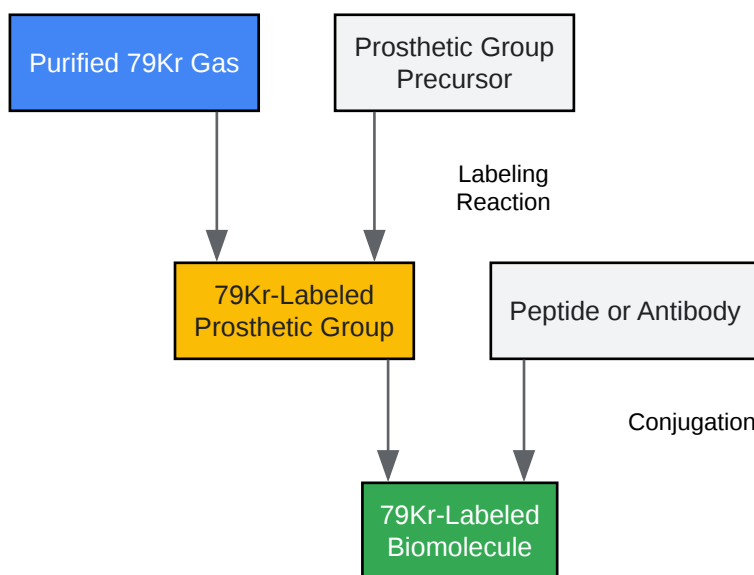 Purified 79Kr Gas
Prosthetic Group
Precursor
Labeling
Reaction
79Kr-Labeled
Prosthetic Group
Peptide or Antibody
Conjugation
79Kr-Labeled
Biomolecule